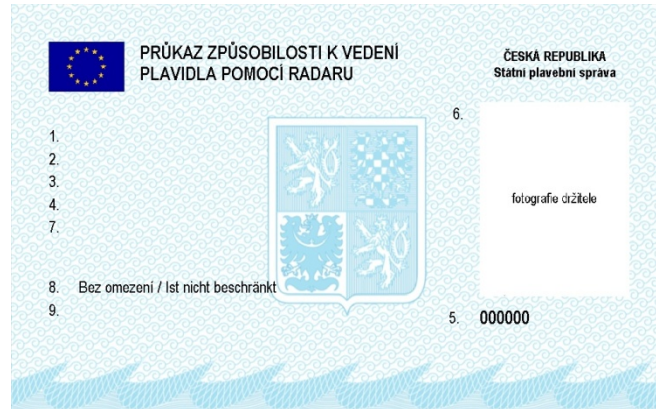 PRŮKAZ ZPŮSOBILOSTI K VEDENÍ
PLAVIDLA POMOCÍ RADARU
ČESKÁ REPUBLIKA
Státní plavební správa
1.
2.
3.
4.
7.
8. Bez omezení / Ist nicht beschränkt
9.
6.
fotografie držitele
5. 000000